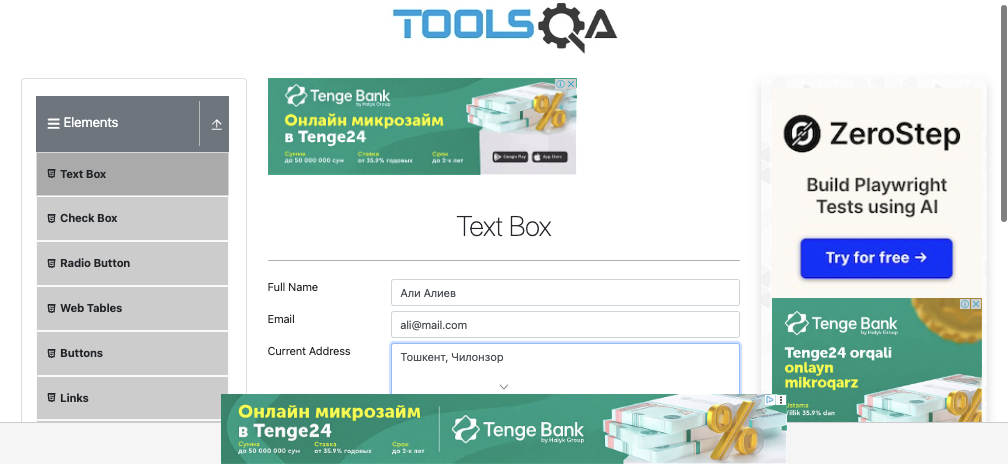 TOOLSQA
Elements
Text Box
Check Box
Radio Button
Web Tables
Buttons
Links
Tenge Bank
by Halyk Group
Онлайн микрозайм
в Tenge24
Сумма
до 50 000 000 сум
Ставка
от 35.9% годовых
Срок
до 2-х лет
Google Play
App Store
Text Box
Full Name
Али Алиев
Email
ali@mail.com
Current Address
Тошкент, Чилонзор
ZeroStep
Build Playwright
Tests using AI
Try for free →
Tenge Bank
by Halyk Group
Tenge24 orqali
onlayn
mikroqarz
Ustama
Yillik 35.9% dan
Онлайн микрозайм
в Tenge24
Сумма
до 50 000 000 сум
Ставка
от 35.9% годовых
Срок
до 2-х лет
Tenge Bank
by Halyk Group